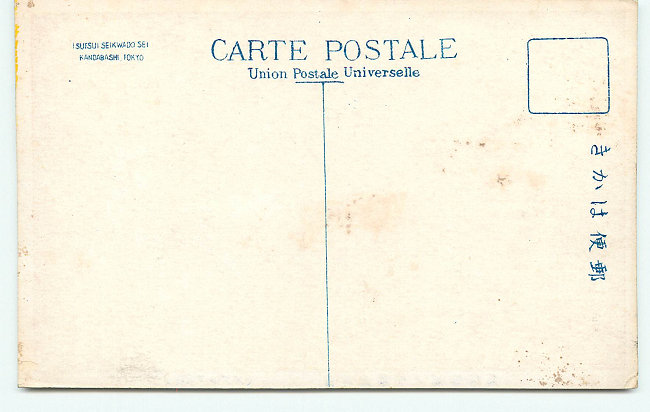 TSUTSUI SEIKWADO SEI
KANDABASHI, TOKYO
CARTE POSTALE
Union Postale Universelle
きかは便郵